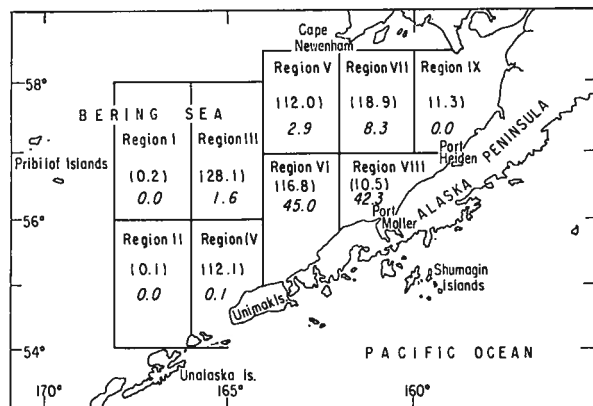 Cape
Newenham
58°
58°
Region V
Region VII
Region IX
BERING SEA
(12.0)
(18.9)
(1.3)
2.9
8.3
0.0
Region I
Region III
Pribilof Islands
(0.2)
(28.1)
0.0
1.6
Region VI
Region VIII
(16.8)
(10.5)
45.0
42.3
Port
Heiden
ALASKA PENINSULA
Port
Moller
56°
56°
Region II
Region IV
(0.1)
(12.1)
0.0
0.1
Unimak Is.
Shumagin
Islands
54°
54°
PACIFIC OCEAN
Unalaska Is.
170°
165°
160°